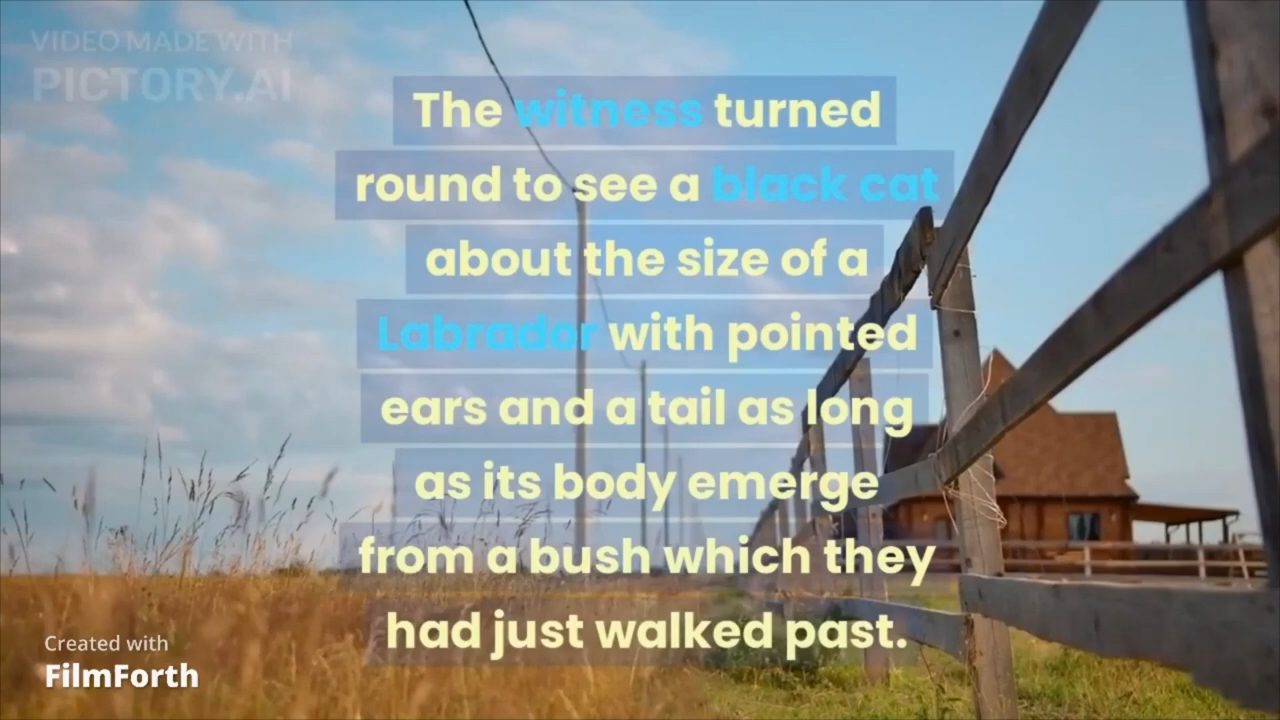 VIDEO MADE WITH
PICTORY.AI
The witness turned
round to see a black cat
about the size of a
Labrador with pointed
ears and a tail as long
as its body emerge
from a bush which they
had just walked past.
Created with
FilmForth